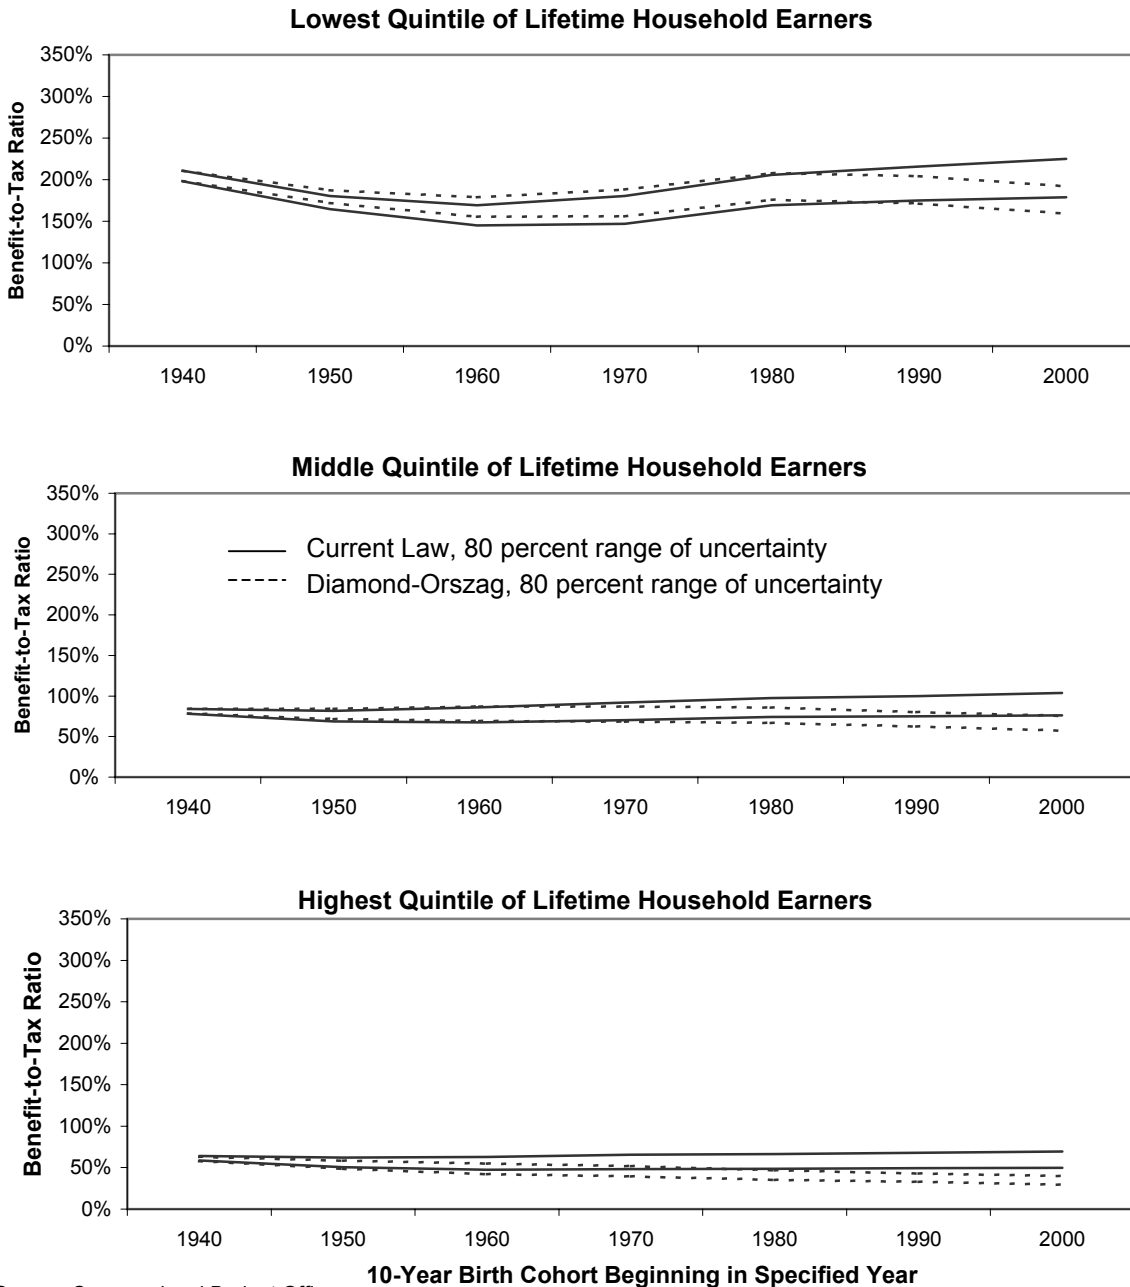 Lowest Quintile of Lifetime Household Earners
350%
300%
250%
200%
150%
100%
50%
0%
Benefit-to-Tax Ratio
1940 1950 1960 1970 1980 1990 2000
Middle Quintile of Lifetime Household Earners
350%
300%
250%
200%
150%
100%
50%
0%
Benefit-to-Tax Ratio
Current Law, 80 percent range of uncertainty
Diamond-Orszag, 80 percent range of uncertainty
1940 1950 1960 1970 1980 1990 2000
Highest Quintile of Lifetime Household Earners
350%
300%
250%
200%
150%
100%
50%
0%
Benefit-to-Tax Ratio
1940 1950 1960 1970 1980 1990 2000
10-Year Birth Cohort Beginning in Specified Year